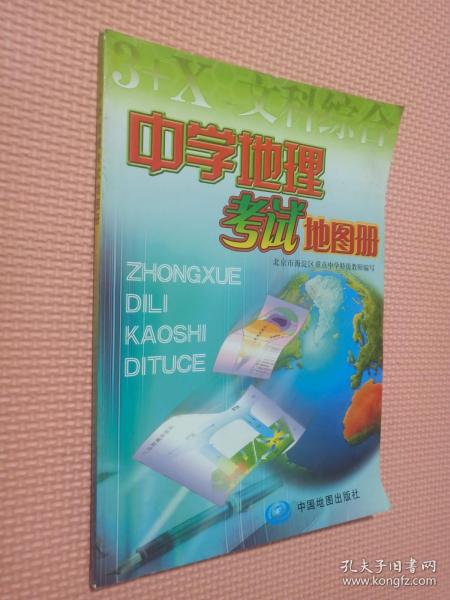 3+X 文科综合
中学地理
考试地图册
北京市海淀区重点中学特级教师编写
ZHONGXUE
DILI
KAOSHI
DITUCE
中国地图出版社
孔夫子旧书网
www.kongfz.com